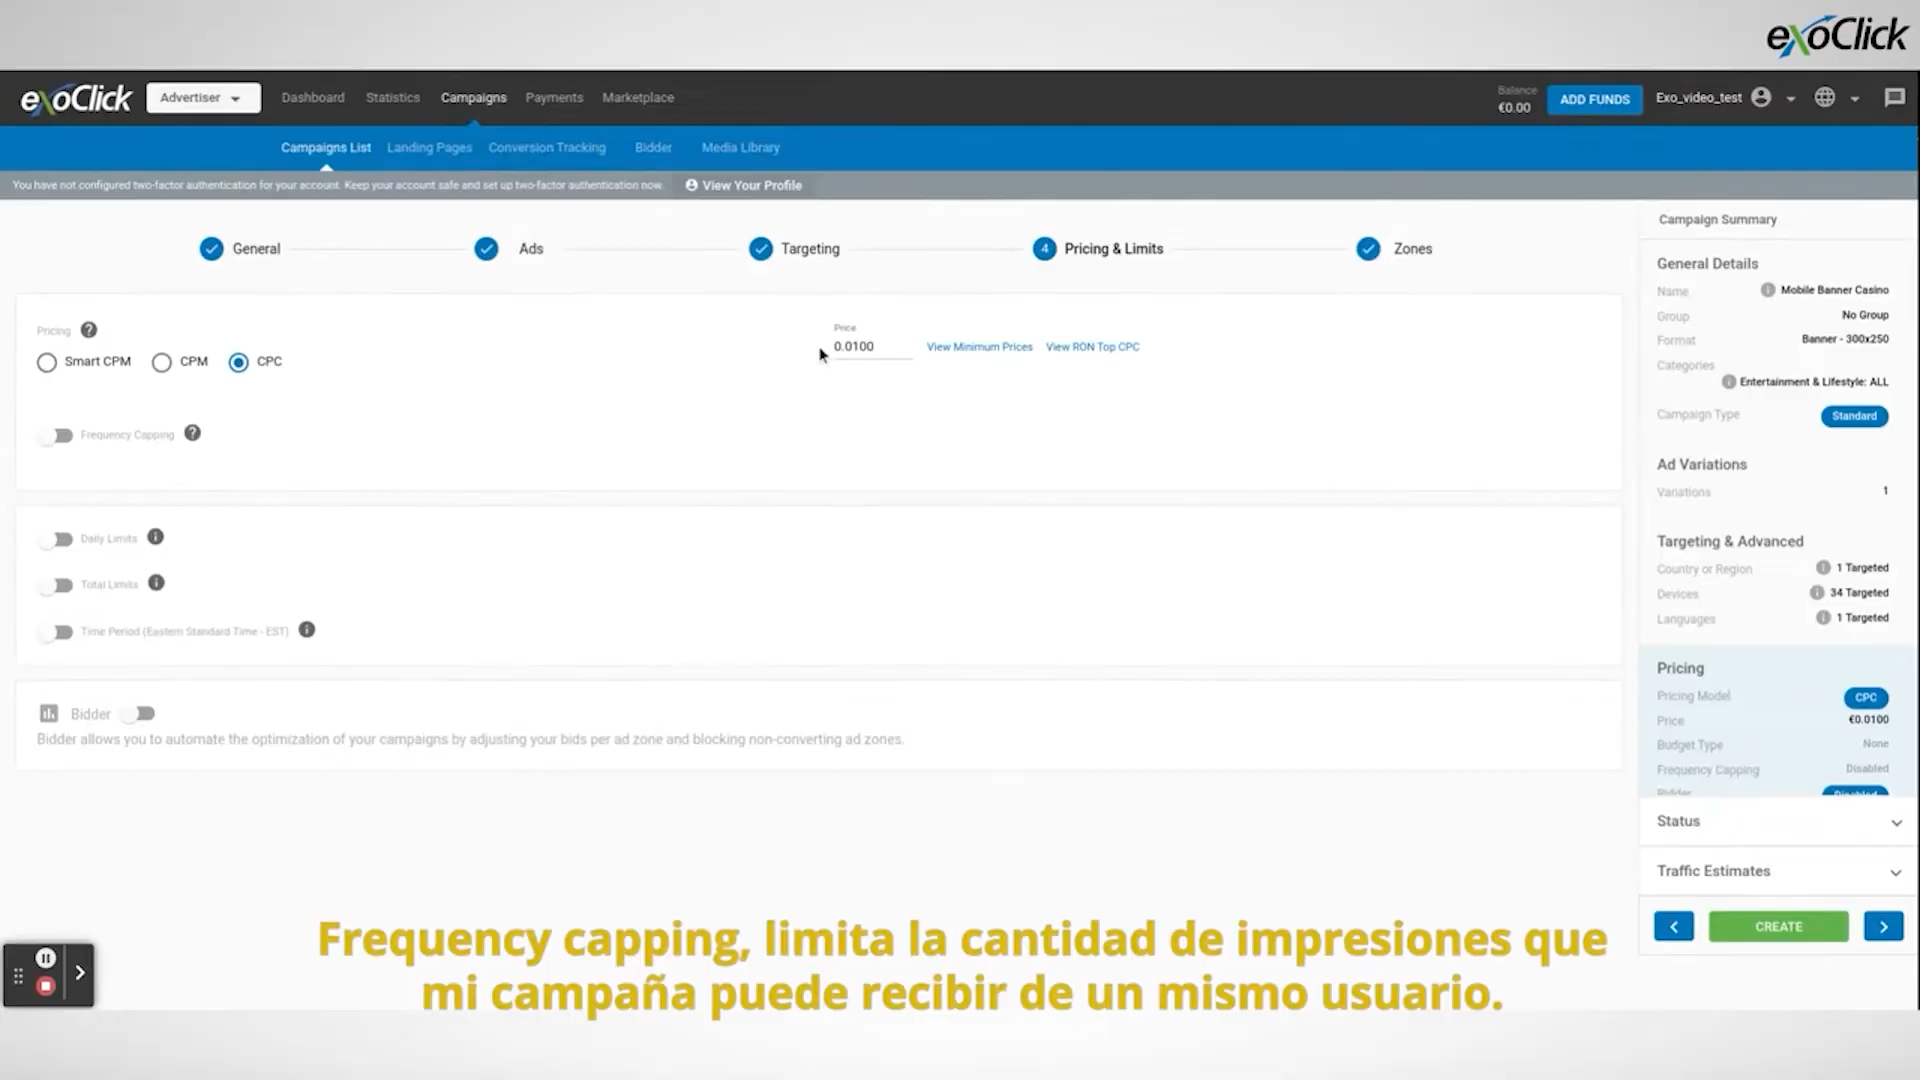 exoClick
exoClick
Advertiser
Dashboard
Statistics
Campaigns
Payments
Marketplace
Balance
€0.00
ADD FUNDS
Exo_video_test
Campaigns List
Landing Pages
Conversion Tracking
Bidder
Media Library
You have not configured two-factor authentication for your account. Keep your account safe and set up two-factor authentication now.
View Your Profile
General
Ads
Targeting
4
Pricing & Limits
Zones
Pricing
Smart CPM
CPM
CPC
Price
0.0100
View Minimum Prices
View RON Top CPC
Frequency Capping
Daily Limits
Total Limits
Time Period (Eastern Standard Time - EST)
Bidder
Bidder allows you to automate the optimization of your campaigns by adjusting your bids per ad zone and blocking non-converting ad zones.
Campaign Summary
General Details
Name Mobile Banner Casino
Group No Group
Format Banner - 300x250
Categories
Entertainment & Lifestyle: ALL
Campaign Type Standard
Ad Variations
Variations 1
Targeting & Advanced
Country or Region 1 Targeted
Devices 34 Targeted
Languages 1 Targeted
Pricing
Pricing Model CPC
Price €0.0100
Budget Type None
Frequency Capping Disabled
Bidder Disabled
Status
Traffic Estimates
CREATE
Frequency capping, limita la cantidad de impresiones que
mi campaña puede recibir de un mismo usuario.